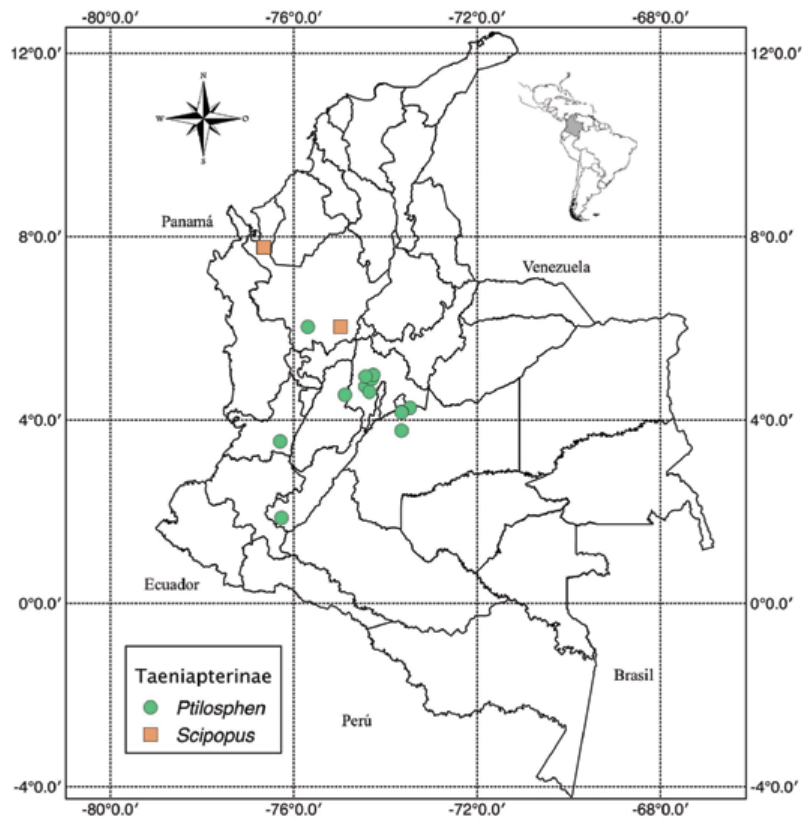 -80°0.0′ -76°0.0′ -72°0.0′ -68°0.0′
12°0.0′ 12°0.0′
N
W O
S
Panamá
8°0.0′ 8°0.0′
Venezuela
4°0.0′ 4°0.0′
Ecuador
0°0.0′ 0°0.0′
Taeniapterinae
Ptilosphen
Scipopus
Brasil
Perú
-4°0.0′ -4°0.0′
-80°0.0′ -76°0.0′ -72°0.0′ -68°0.0′